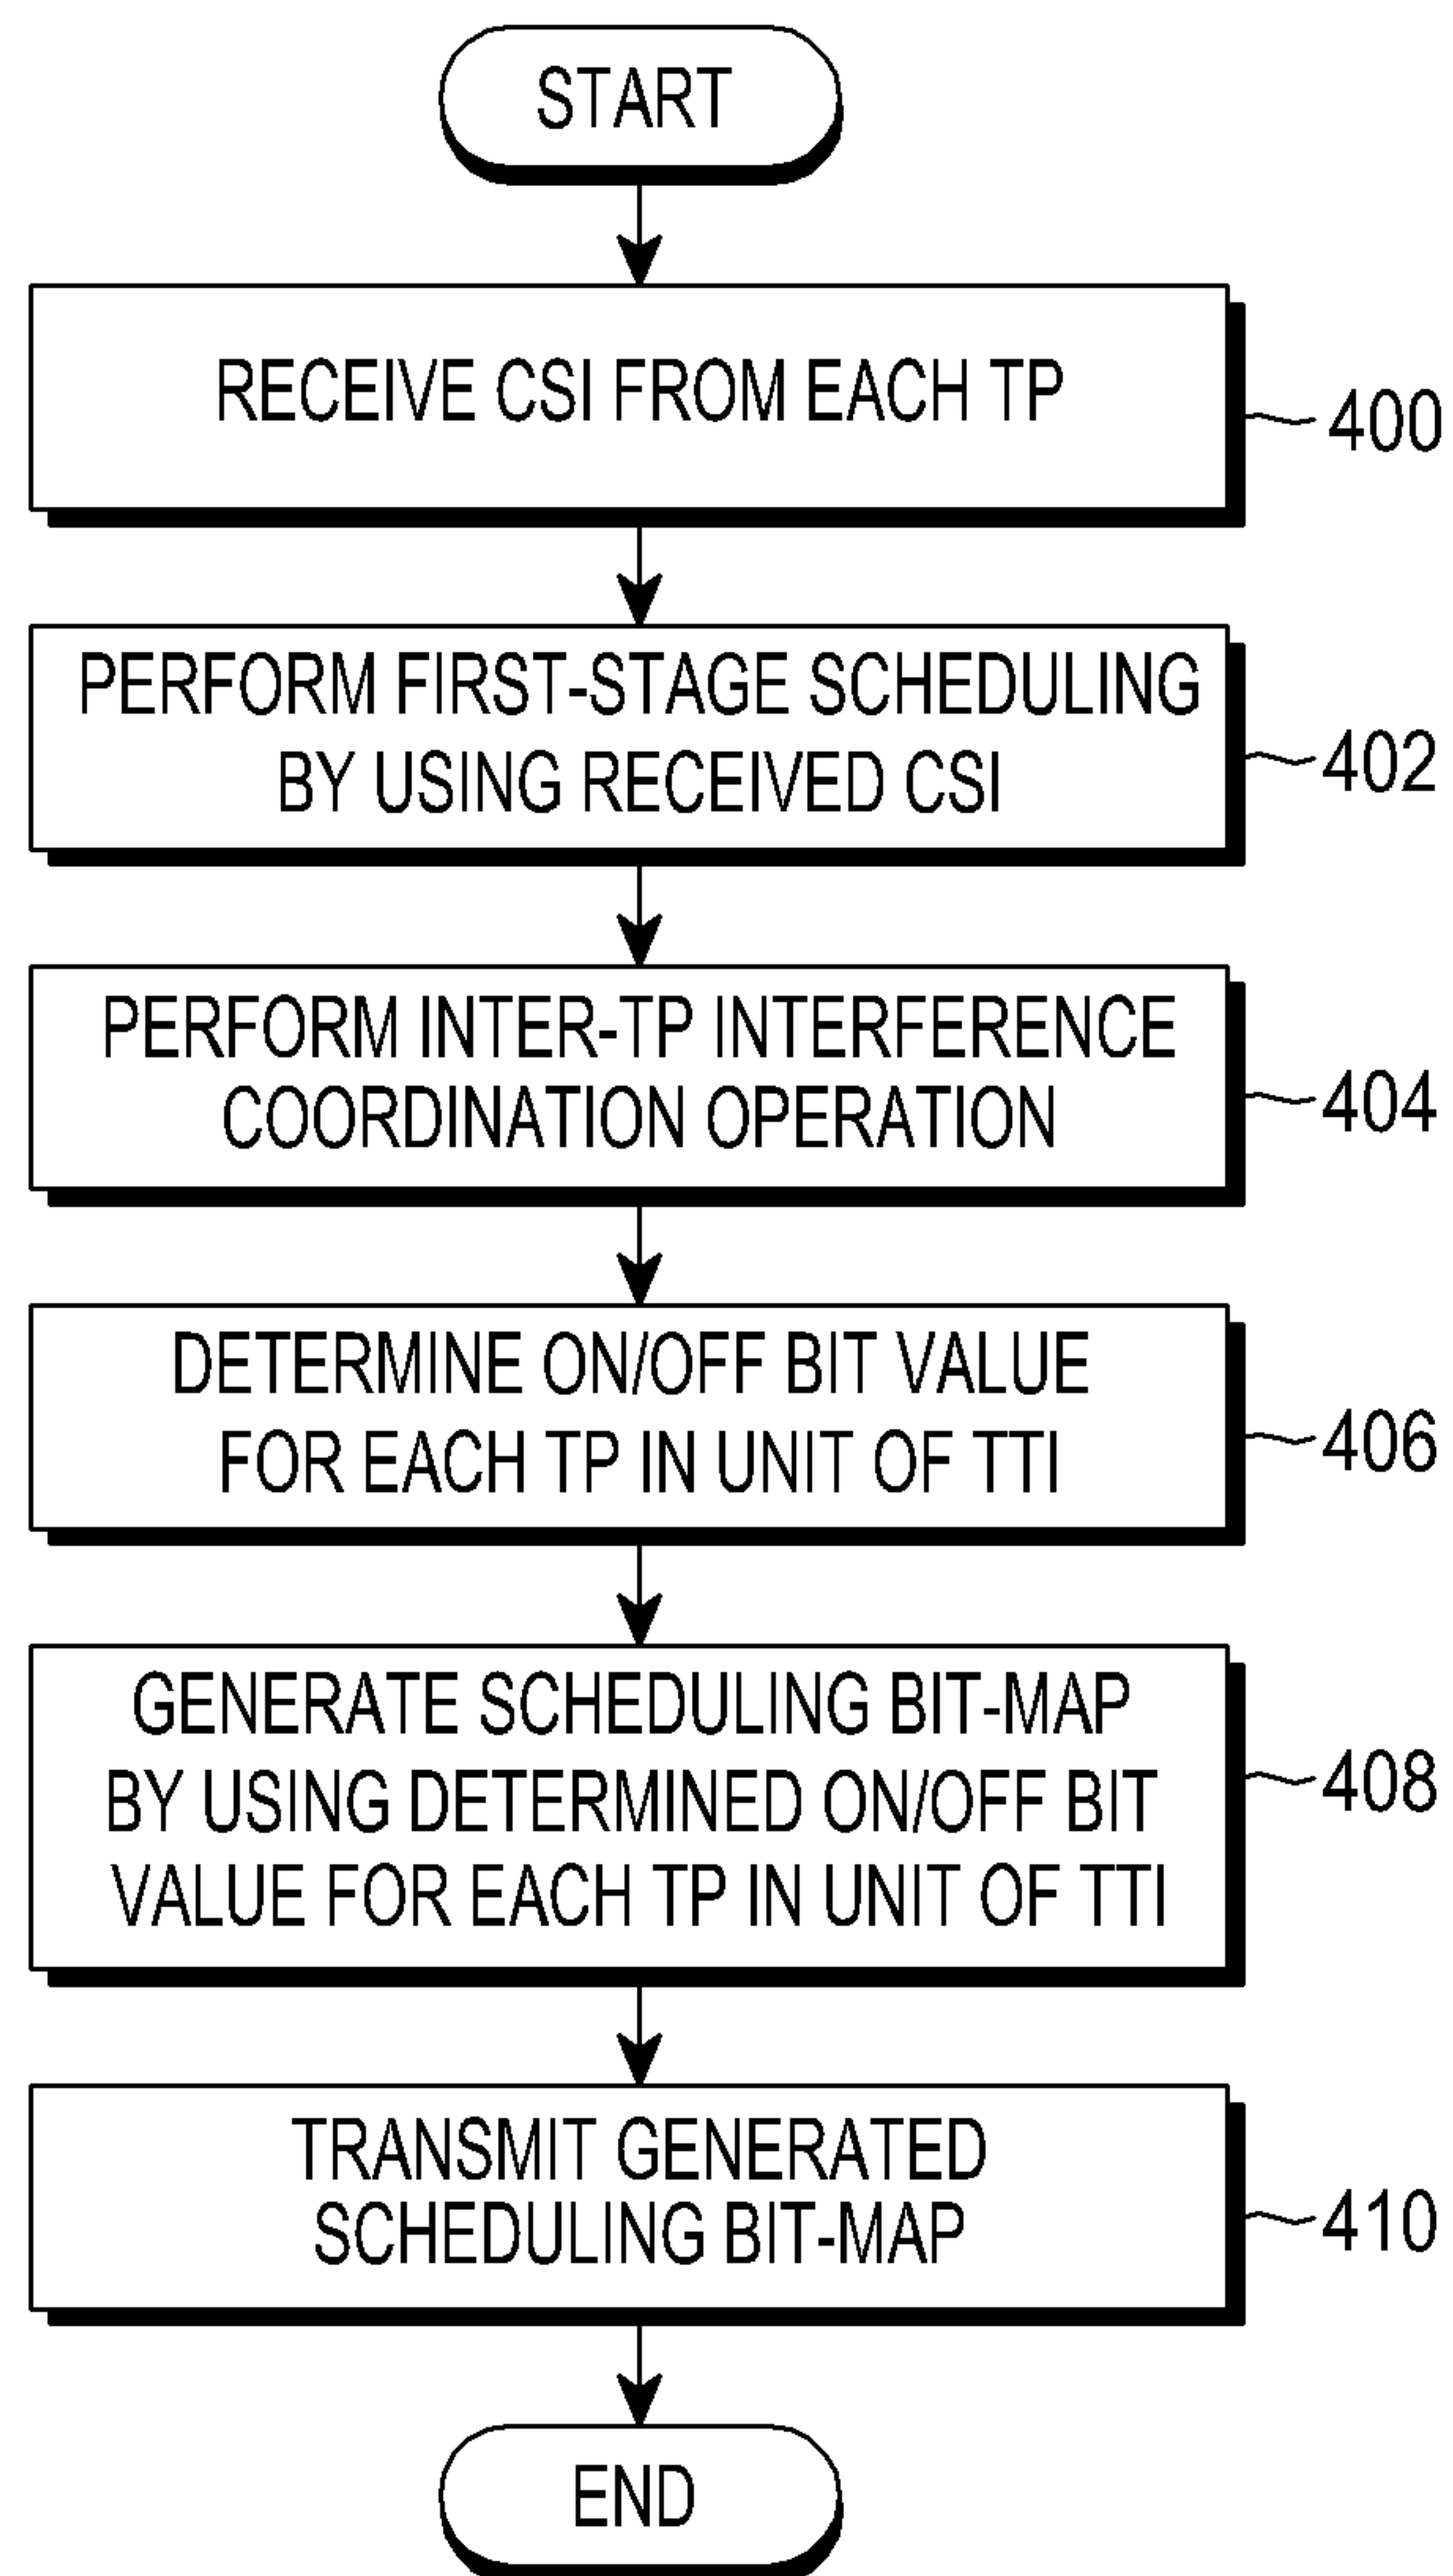 START
RECEIVE CSI FROM EACH TP
400
PERFORM FIRST-STAGE SCHEDULING
BY USING RECEIVED CSI
402
PERFORM INTER-TP INTERFERENCE
COORDINATION OPERATION
404
DETERMINE ON/OFF BIT VALUE
FOR EACH TP IN UNIT OF TTI
406
GENERATE SCHEDULING BIT-MAP
BY USING DETERMINED ON/OFF BIT
VALUE FOR EACH TP IN UNIT OF TTI
408
TRANSMIT GENERATED
SCHEDULING BIT-MAP
410
END